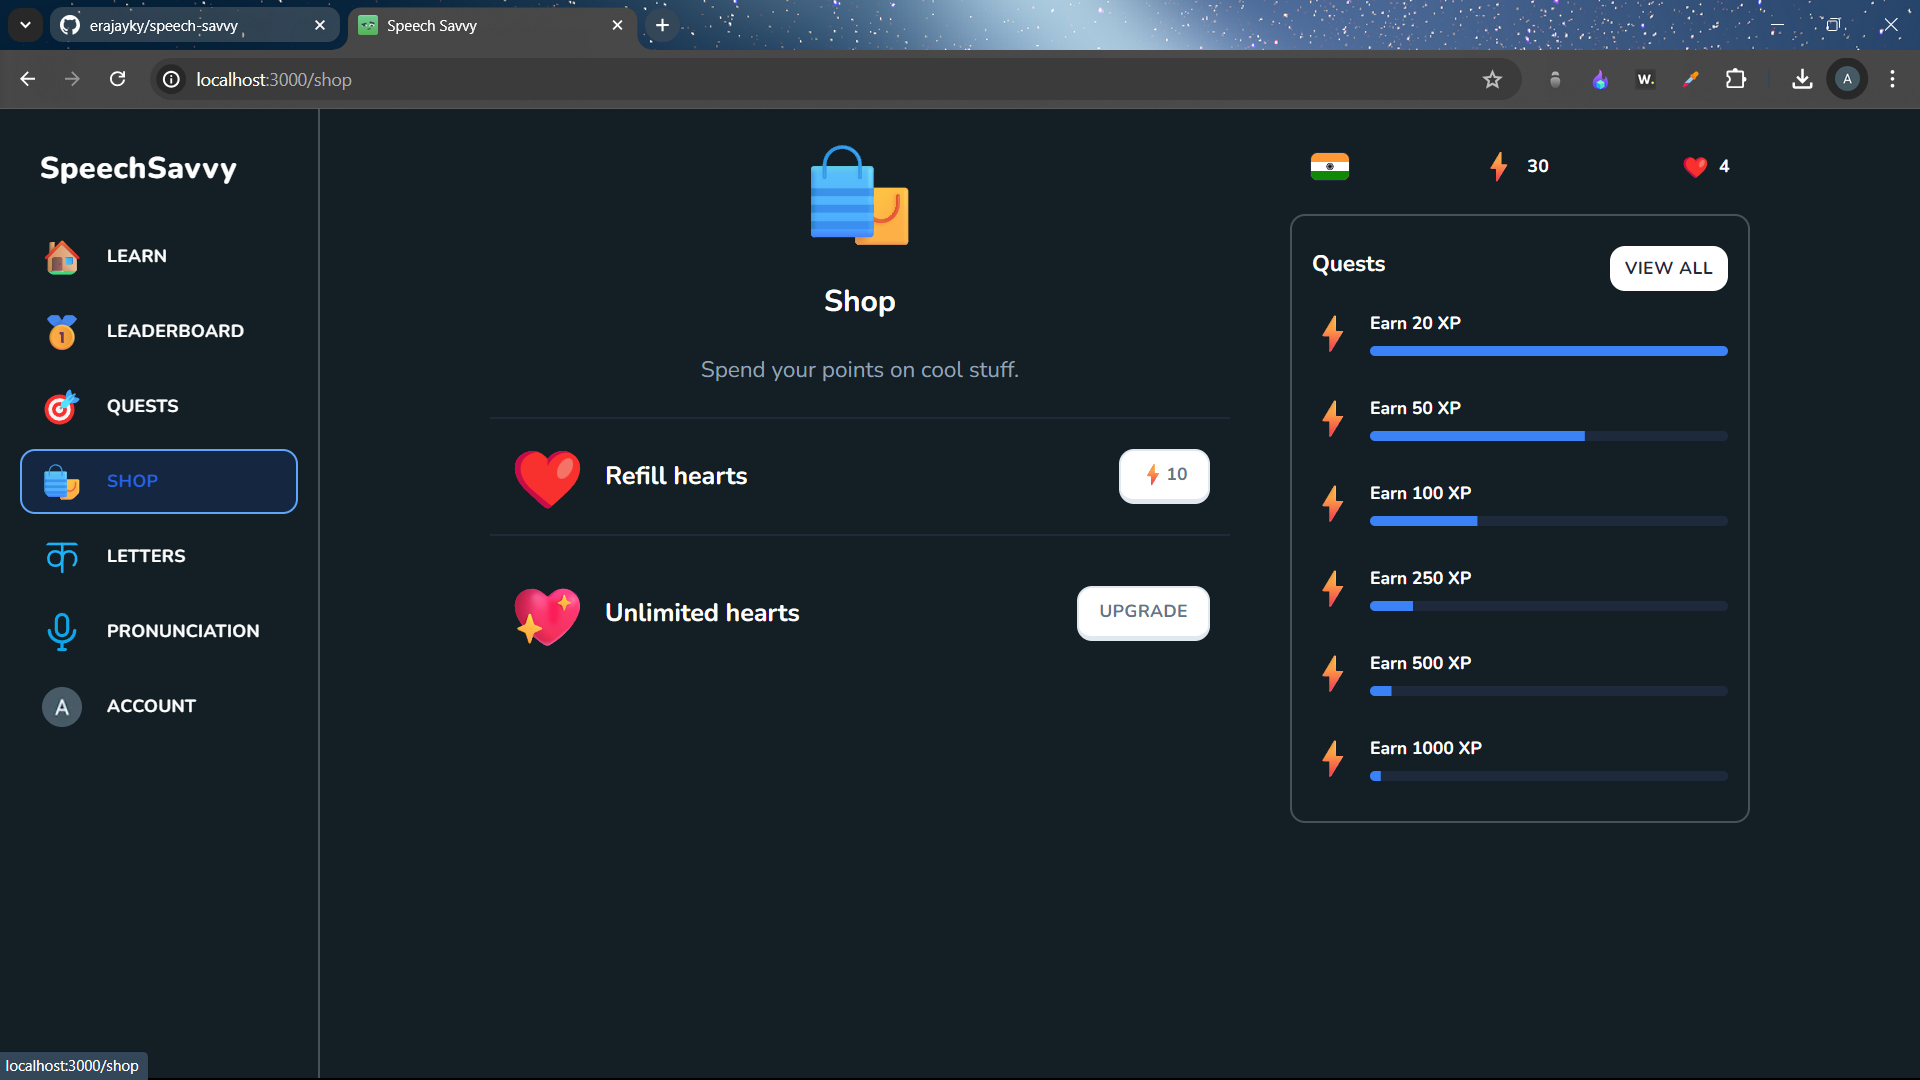 erajayky/speech-savvy
Speech Savvy
localhost:3000/shop
W.
A
SpeechSavvy
LEARN
1
LEADERBOARD
QUESTS
SHOP
क
LETTERS
PRONUNCIATION
A
ACCOUNT
Shop
Spend your points on cool stuff.
Refill hearts
10
Unlimited hearts
UPGRADE
30
4
Quests
VIEW ALL
Earn 20 XP
Earn 50 XP
Earn 100 XP
Earn 250 XP
Earn 500 XP
Earn 1000 XP
localhost:3000/shop